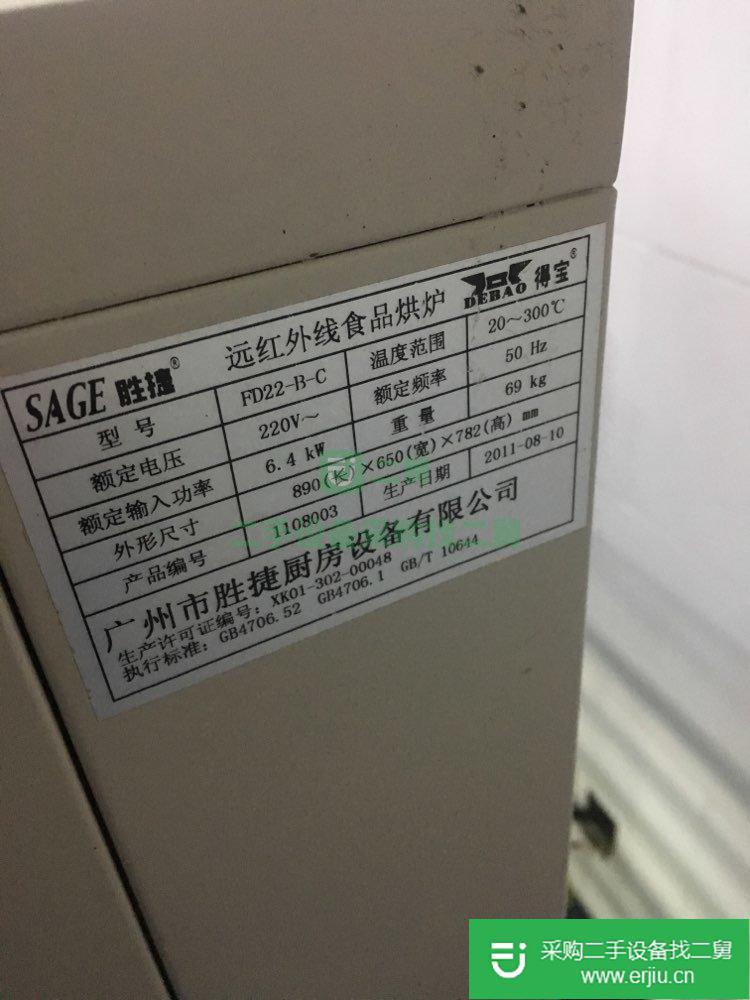 SAGE 胜捷® 远红外线食品烘炉 DEBAO 得宝®
型号 FD22-B-C 温度范围 20～300℃
额定电压 220V～ 额定频率 50 Hz
额定输入功率 6.4 kW 重量 69 kg
外形尺寸 890(长)×650(宽)×782(高) mm
产品编号 1108003 生产日期 2011-08-10
广州市胜捷厨房设备有限公司
生产许可证编号: XK01-302-00048
执行标准: GB4706.52 GB4706.1 GB/T 10644
采购二手设备找二舅
www.erjiu.cn